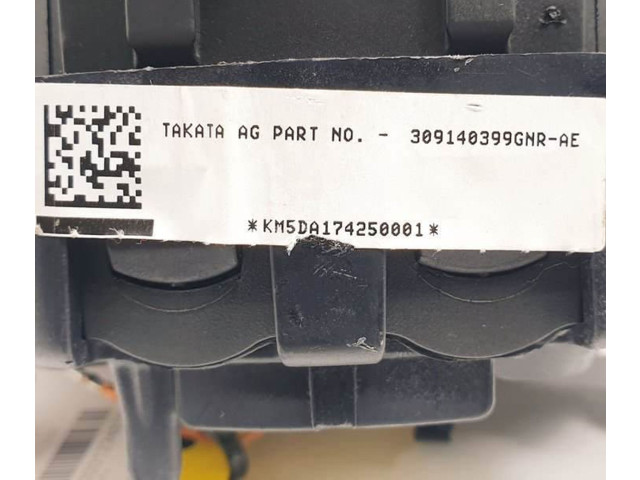 TAKATA AG PART NO. - 309140399GNR-AE
*KM5DA174250001*